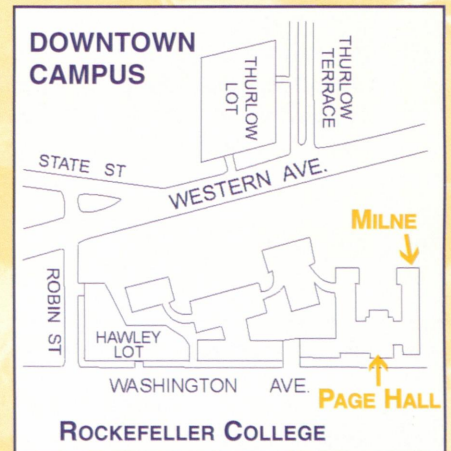 DOWNTOWN
CAMPUS
THURLOW
LOT
THURLOW
TERRACE
STATE ST
WESTERN AVE.
MILNE
ROBIN ST
HAWLEY
LOT
WASHINGTON AVE.
PAGE HALL
ROCKEFELLER COLLEGE